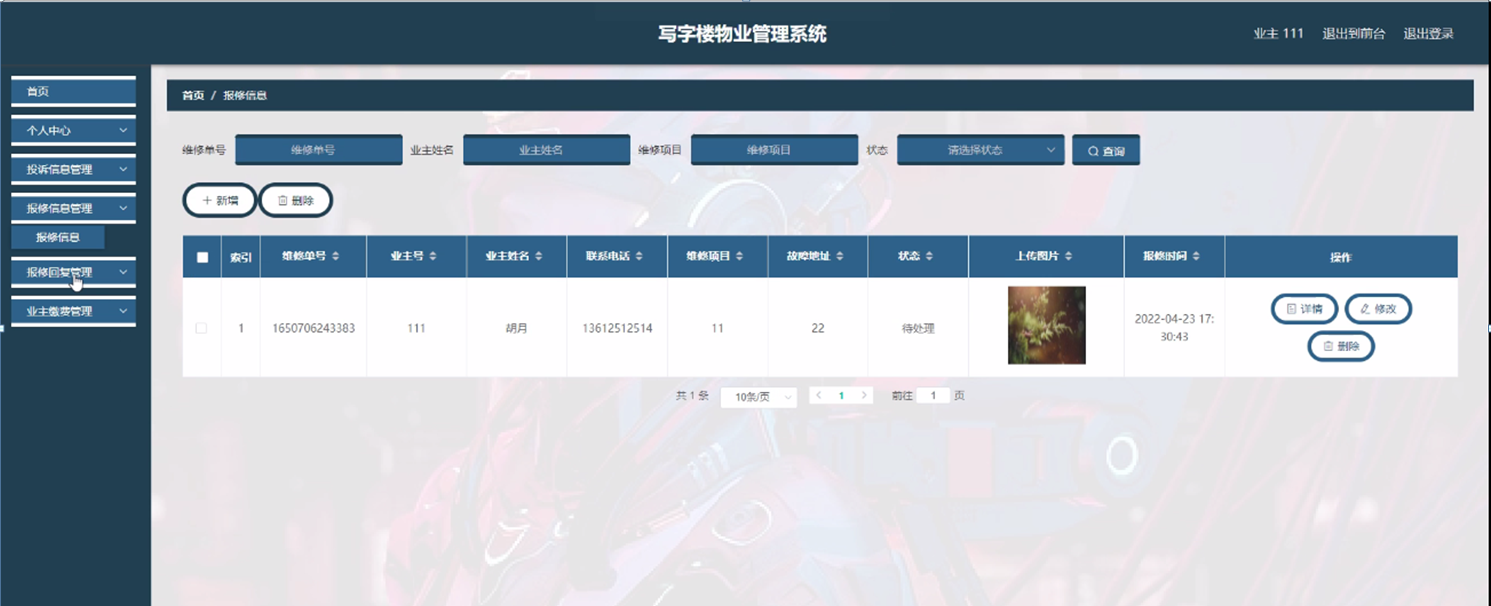 写字楼物业管理系统
业主 111 退出到前台 退出登录
首页
个人中心
投诉信息管理
报修信息管理
报修信息
报修回复管理
业主缴费管理
首页 / 报修信息
维修单号 维修单号 业主姓名 业主姓名 维修项目 维修项目 状态 请选择状态 查询
新增 删除
索引 维修单号 业主号 业主姓名 联系电话 维修项目 故障地址 状态 上传图片 报修时间 操作
1 1650706243383 111 胡月 13612512514 11 22 待处理 2022-04-23 17:
30:43
详情 修改
删除
共 1 条 10条/页 1 前往 1 页